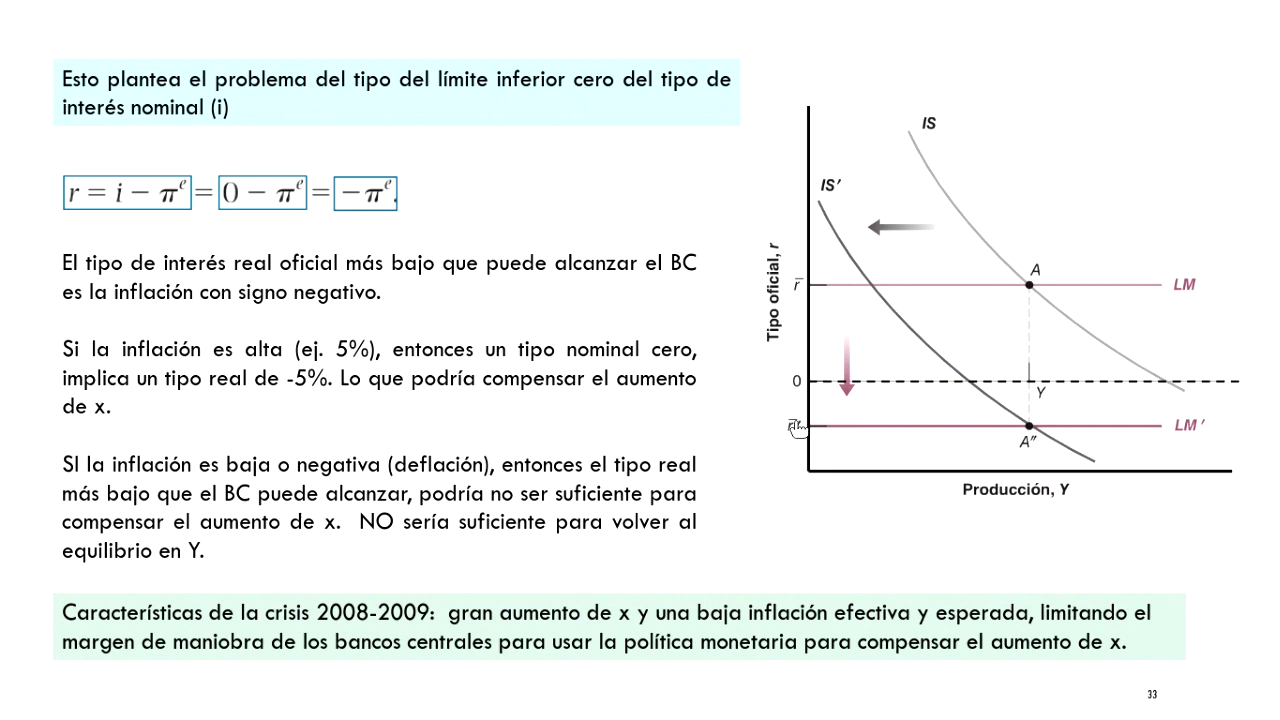 Esto plantea el problema del tipo del límite inferior cero del tipo de
interés nominal (i)
r = i − πᵉ = 0 − πᵉ = −πᵉ.
El tipo de interés real oficial más bajo que puede alcanzar el BC
es la inflación con signo negativo.
Si la inflación es alta (ej. 5%), entonces un tipo nominal cero,
implica un tipo real de -5%. Lo que podría compensar el aumento
de x.
SI la inflación es baja o negativa (deflación), entonces el tipo real
más bajo que el BC puede alcanzar, podría no ser suficiente para
compensar el aumento de x. NO sería suficiente para volver al
equilibrio en Y.
IS
IS′
A
r̄
LM
Tipo oficial, r
0
Y
LM′
A″
Producción, Y
Características de la crisis 2008-2009: gran aumento de x y una baja inflación efectiva y esperada, limitando el
margen de maniobra de los bancos centrales para usar la política monetaria para compensar el aumento de x.
33